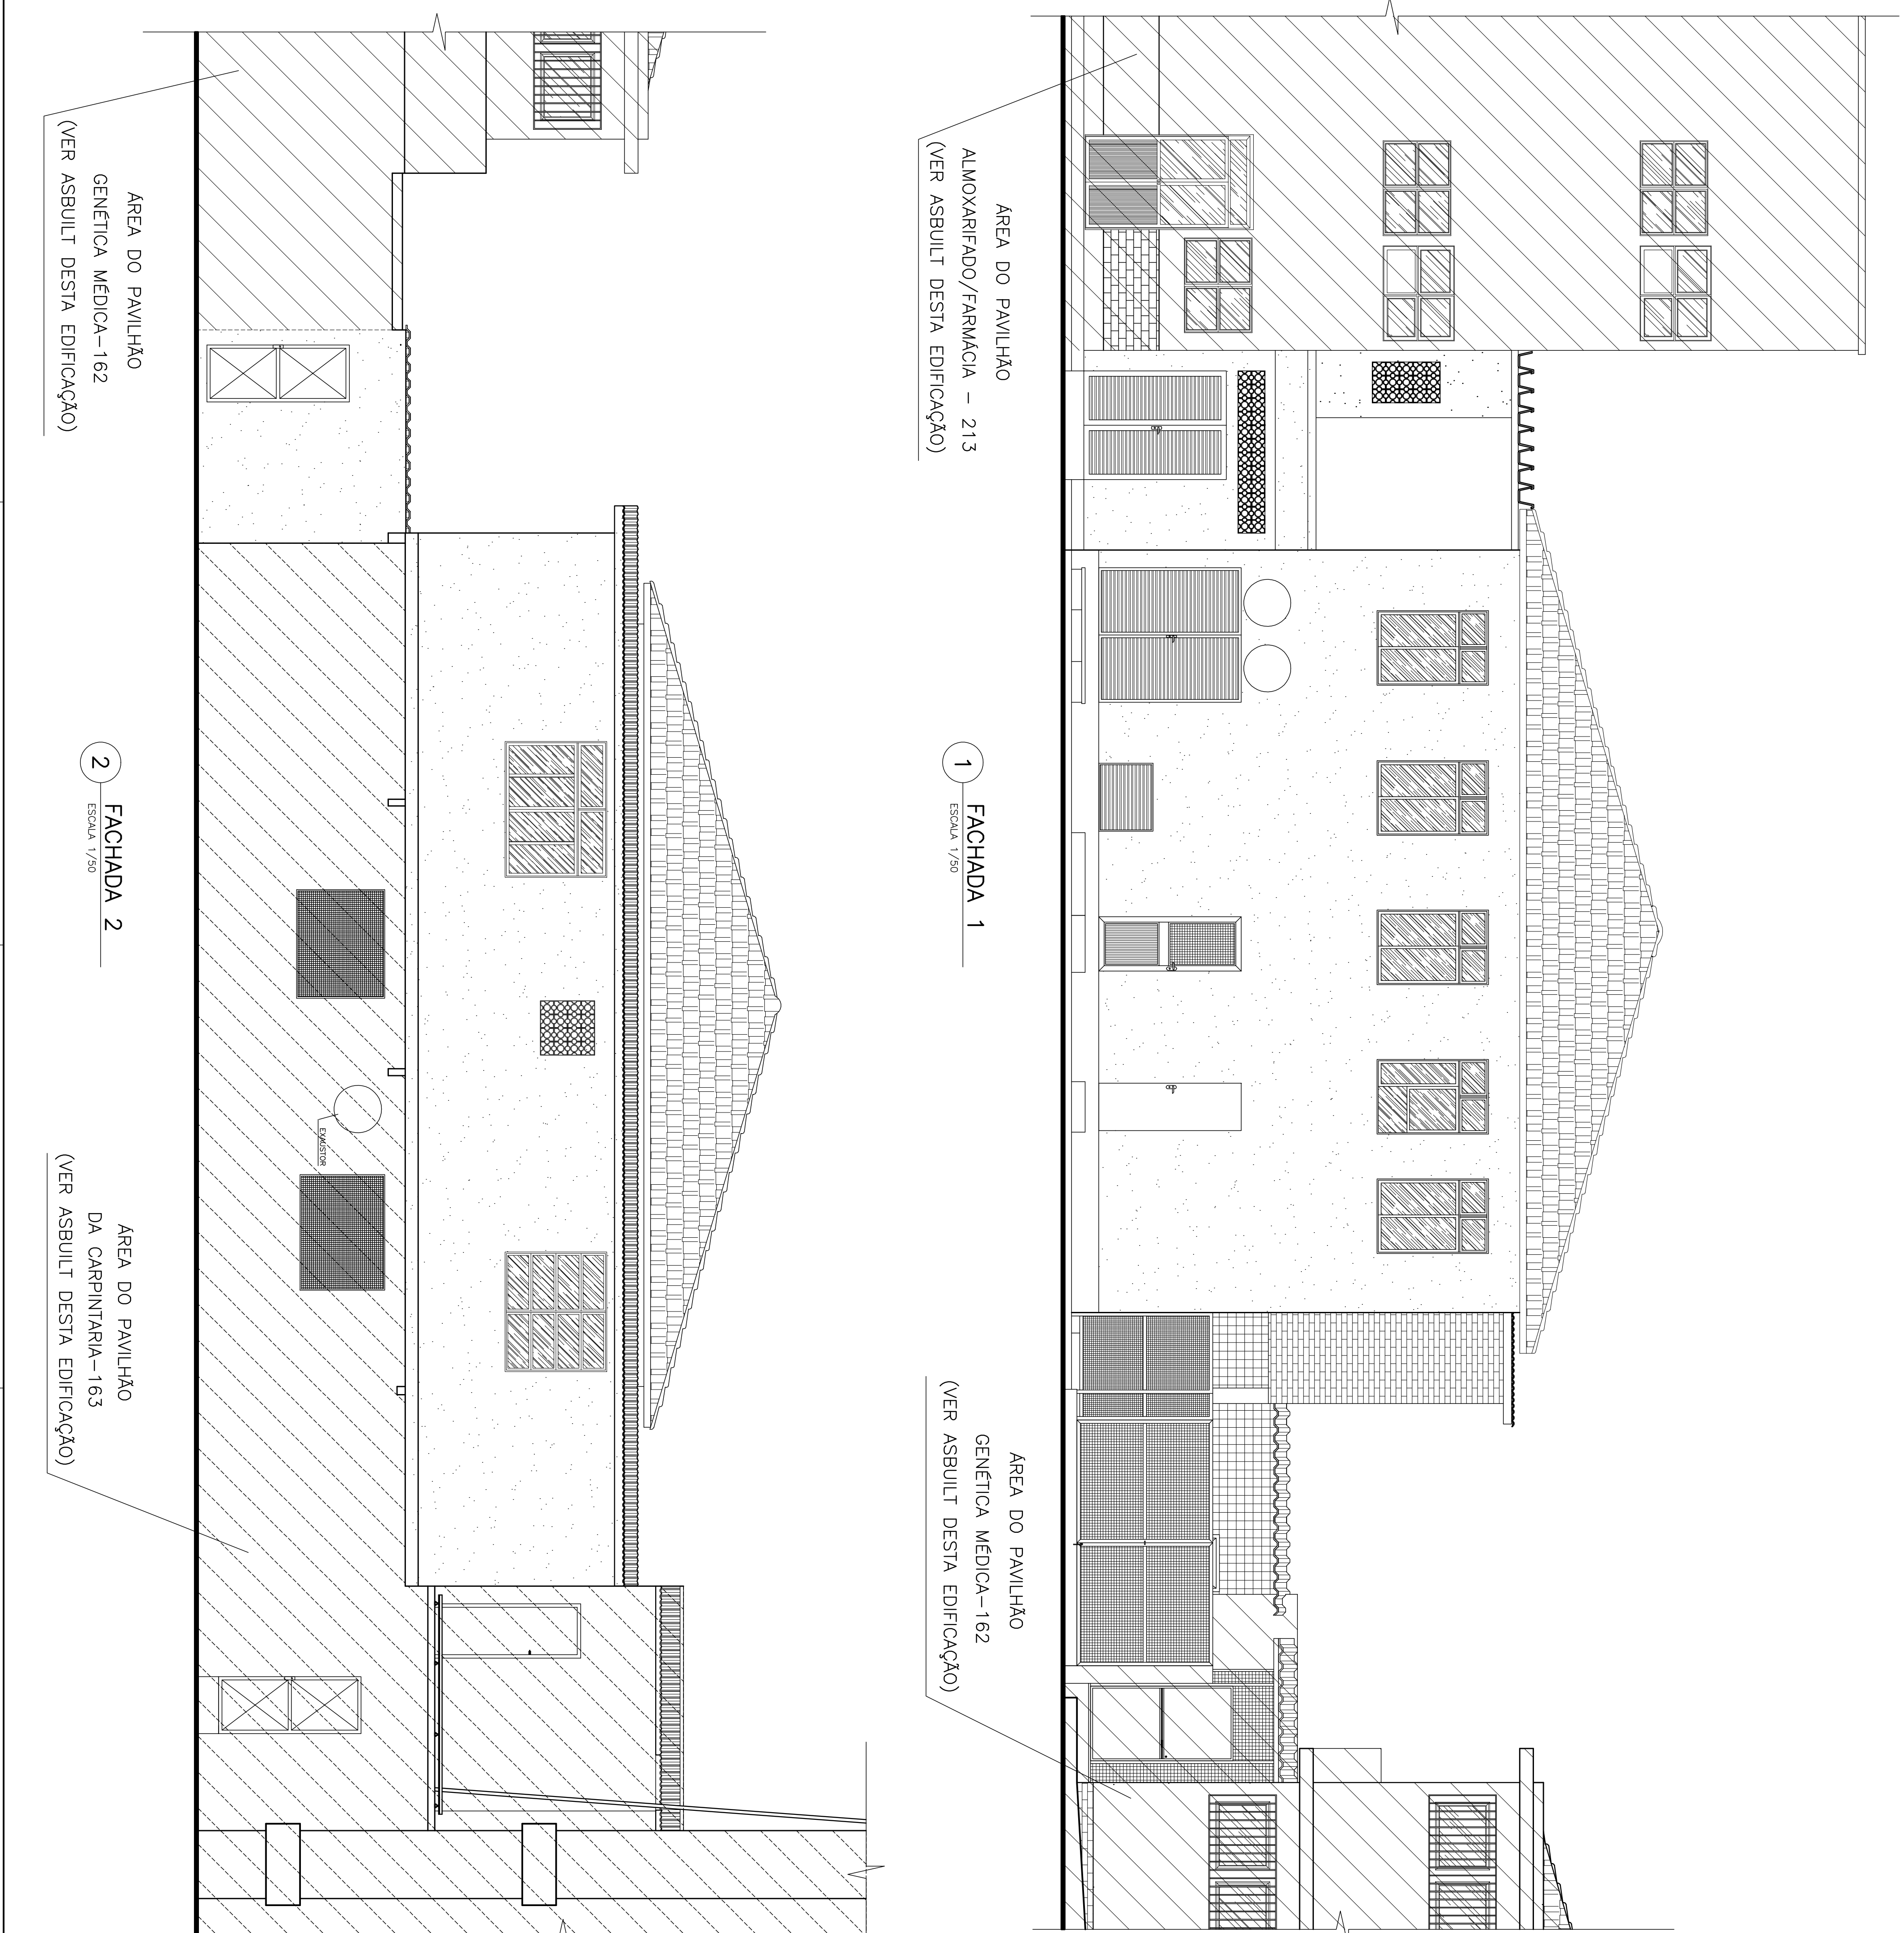 ÁREA DO PAVILHÃO
ALMOXARIFADO/FARMÁCIA - 213
(VER ASBUILT DESTA EDIFICAÇÃO)
1
FACHADA 1
ESCALA 1/50
ÁREA DO PAVILHÃO
GENÉTICA MÉDICA-162
(VER ASBUILT DESTA EDIFICAÇÃO)
ÁREA DO PAVILHÃO
GENÉTICA MÉDICA-162
(VER ASBUILT DESTA EDIFICAÇÃO)
2
FACHADA 2
ESCALA 1/50
EXAUSTOR
ÁREA DO PAVILHÃO
DA CARPINTARIA-163
(VER ASBUILT DESTA EDIFICAÇÃO)